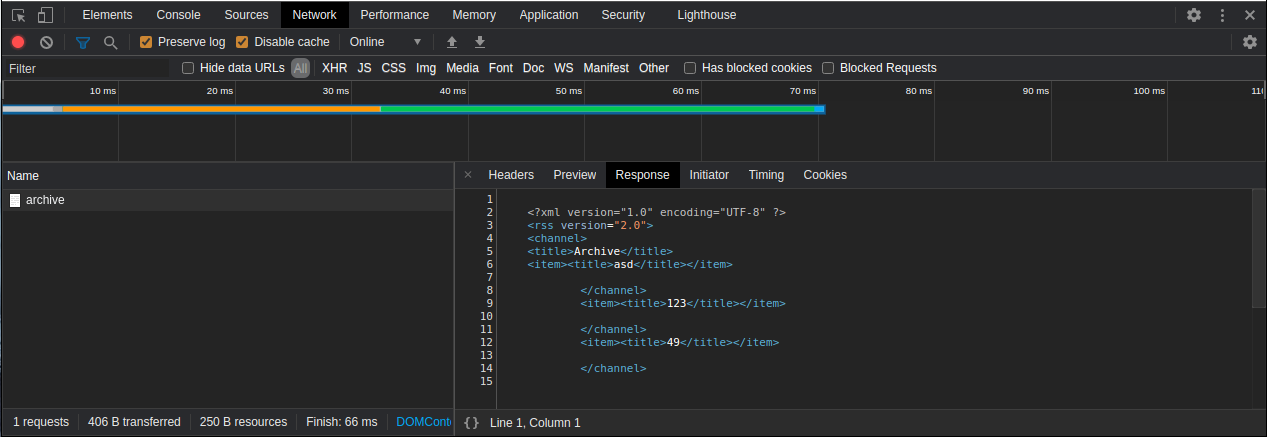 Elements Console Sources Network Performance Memory Application Security Lighthouse
Preserve log Disable cache Online
Filter Hide data URLs All XHR JS CSS Img Media Font Doc WS Manifest Other Has blocked cookies Blocked Requests
10 ms 20 ms 30 ms 40 ms 50 ms 60 ms 70 ms 80 ms 90 ms 100 ms
Name
archive
1 requests 406 B transferred 250 B resources Finish: 66 ms DOMConte
× Headers Preview Response Initiator Timing Cookies
1
2 <?xml version="1.0" encoding="UTF-8" ?>
3 <rss version="2.0">
4 <channel>
5 <title>Archive</title>
6 <item><title>asd</title></item>
7
8 </channel>
9 <item><title>123</title></item>
10
11 </channel>
12 <item><title>49</title></item>
13
14 </channel>
15
{} Line 1, Column 1